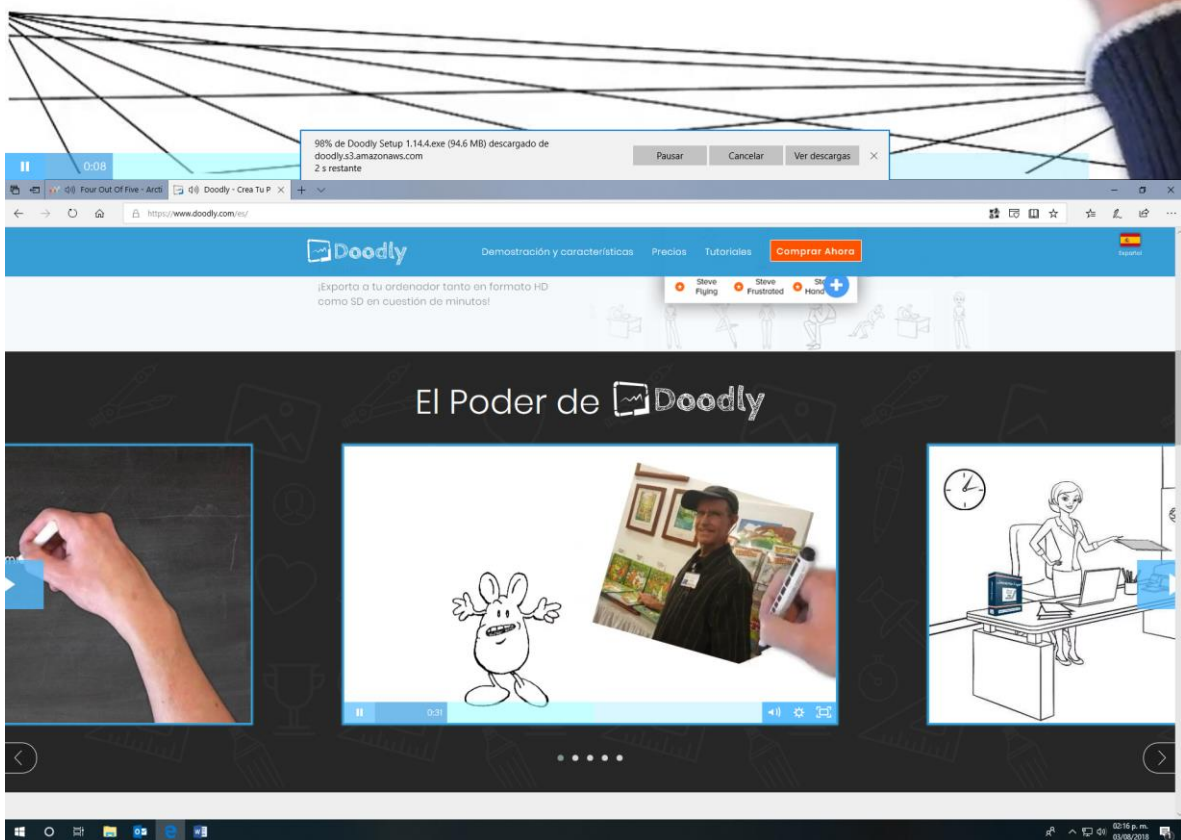 98% de Doodly Setup 1.14.4.exe (94.6 MB) descargado de
doodly.s3.amazonaws.com
2 s restante
Pausar
Cancelar
Ver descargas
0:08
Four Out Of Five - Arcti
Doodly - Crea Tu P
https://www.doodly.com/es/
Doodly
Demostración y características
Precios
Tutoriales
Comprar Ahora
Español
¡Exporta a tu ordenador tanto en formato HD
como SD en cuestión de minutos!
Steve
Flying
Steve
Frustrated
Hand
El Poder de Doodly
0:31
02:16 p. m.
03/08/2018